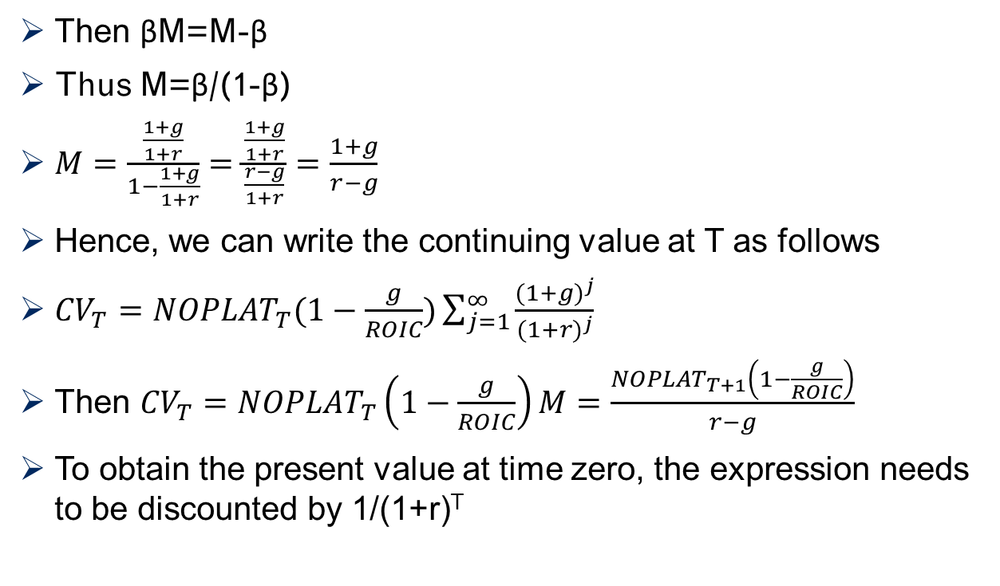 ➢ Then βM=M-β
➢ Thus M=β/(1-β)
➢ $M = \frac{\frac{1+g}{1+r}}{1-\frac{1+g}{1+r}} = \frac{\frac{1+g}{1+r}}{\frac{r-g}{1+r}} = \frac{1+g}{r-g}$
➢ Hence, we can write the continuing value at T as follows
➢ $CV_T = NOPLAT_T(1 - \frac{g}{ROIC}) \sum_{j=1}^{\infty} \frac{(1+g)^j}{(1+r)^j}$
➢ Then $CV_T = NOPLAT_T \left(1 - \frac{g}{ROIC}\right) M = \frac{NOPLAT_{T+1}\left(1-\frac{g}{ROIC}\right)}{r-g}$
➢ To obtain the present value at time zero, the expression needs
to be discounted by 1/(1+r)<sup>T</sup>